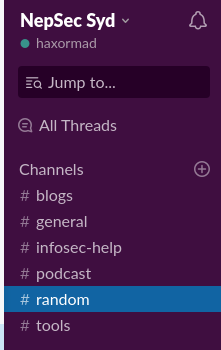 NepSec Syd
haxormad
Jump to...
All Threads
Channels
# blogs
# general
# infosec-help
# podcast
# random
# tools